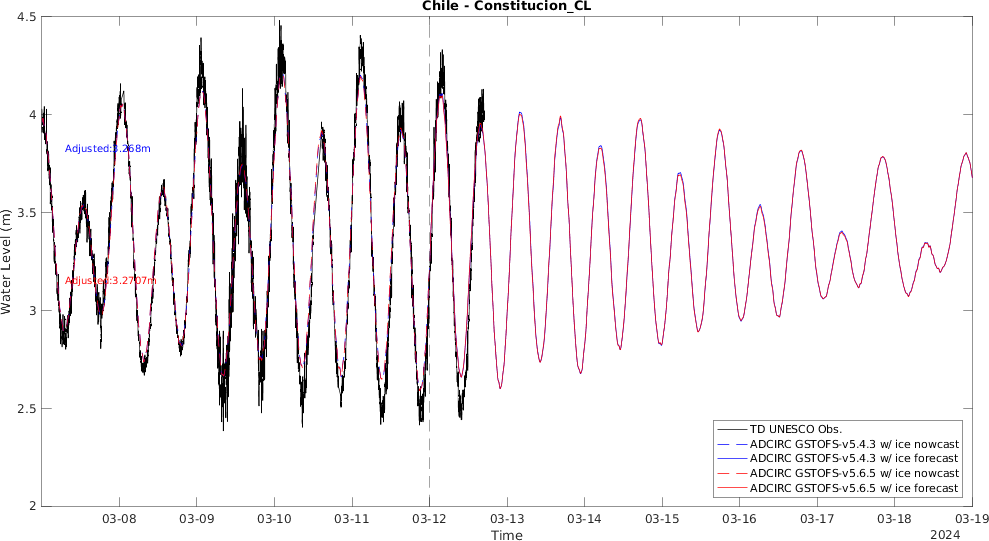 Chile - Constitucion_CL
4.5
4
3.5
3
2.5
2
Water Level (m)
Adjusted:3.268m
Adjusted:3.2707m
TD UNESCO Obs.
ADCIRC GSTOFS-v5.4.3 w/ ice nowcast
ADCIRC GSTOFS-v5.4.3 w/ ice forecast
ADCIRC GSTOFS-v5.6.5 w/ ice nowcast
ADCIRC GSTOFS-v5.6.5 w/ ice forecast
03-08 03-09 03-10 03-11 03-12 03-13 03-14 03-15 03-16 03-17 03-18 03-19
Time
2024